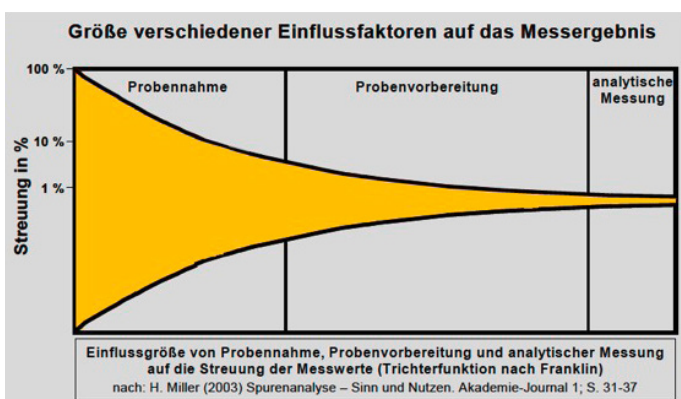 Größe verschiedener Einflussfaktoren auf das Messergebnis
100 %
Probennahme
Probenvorbereitung
analytische
Messung
10 %
1 %
Streuung in %
Einflussgröße von Probennahme, Probenvorbereitung und analytischer Messung
auf die Streuung der Messwerte (Trichterfunktion nach Franklin)
nach: H. Miller (2003) Spurenanalyse – Sinn und Nutzen. Akademie-Journal 1; S. 31-37